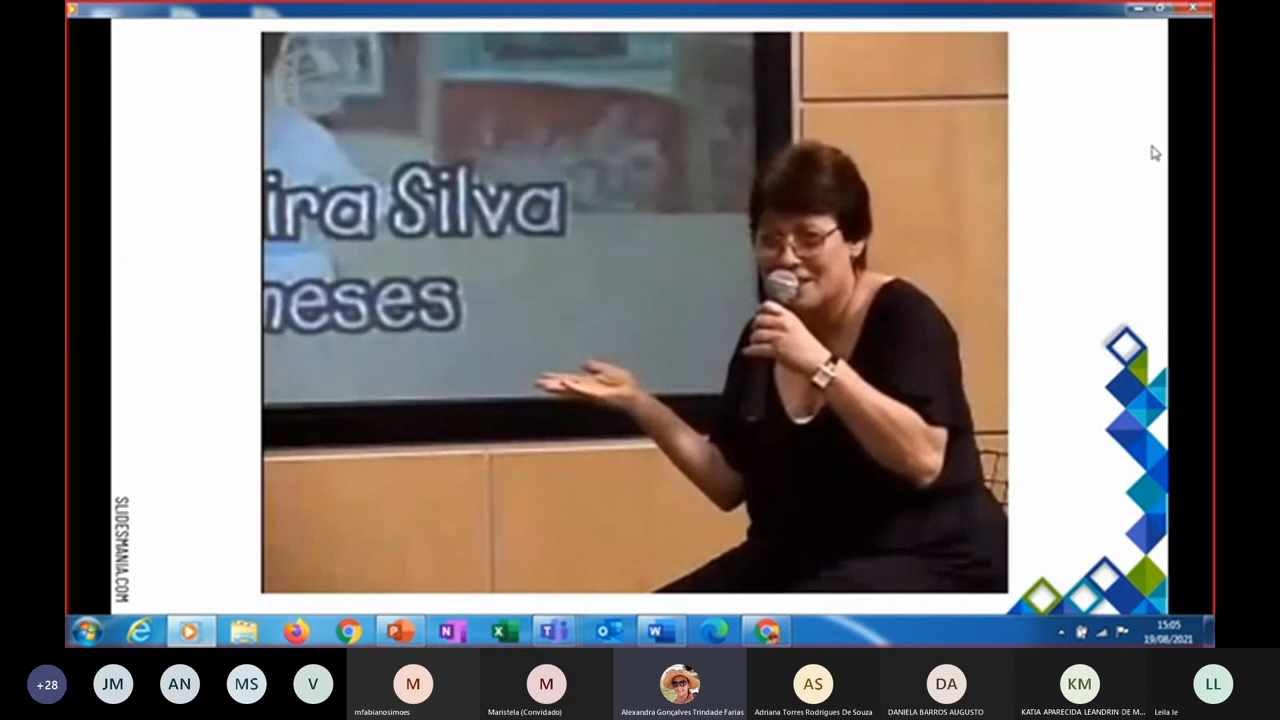 ira Silva
neses
SLIDESMANIA.COM
15:05
19/08/2021
+28
JM
AN
MS
V
M
M
AS
DA
KM
LL
mfabianosimoes
Maristela (Convidado)
Alexandra Gonçalves Trindade Farias
Adriana Torres Rodrigues De Souza
DANIELA BARROS AUGUSTO
KATIA APARECIDA LEANDRIN DE M...
Leila le